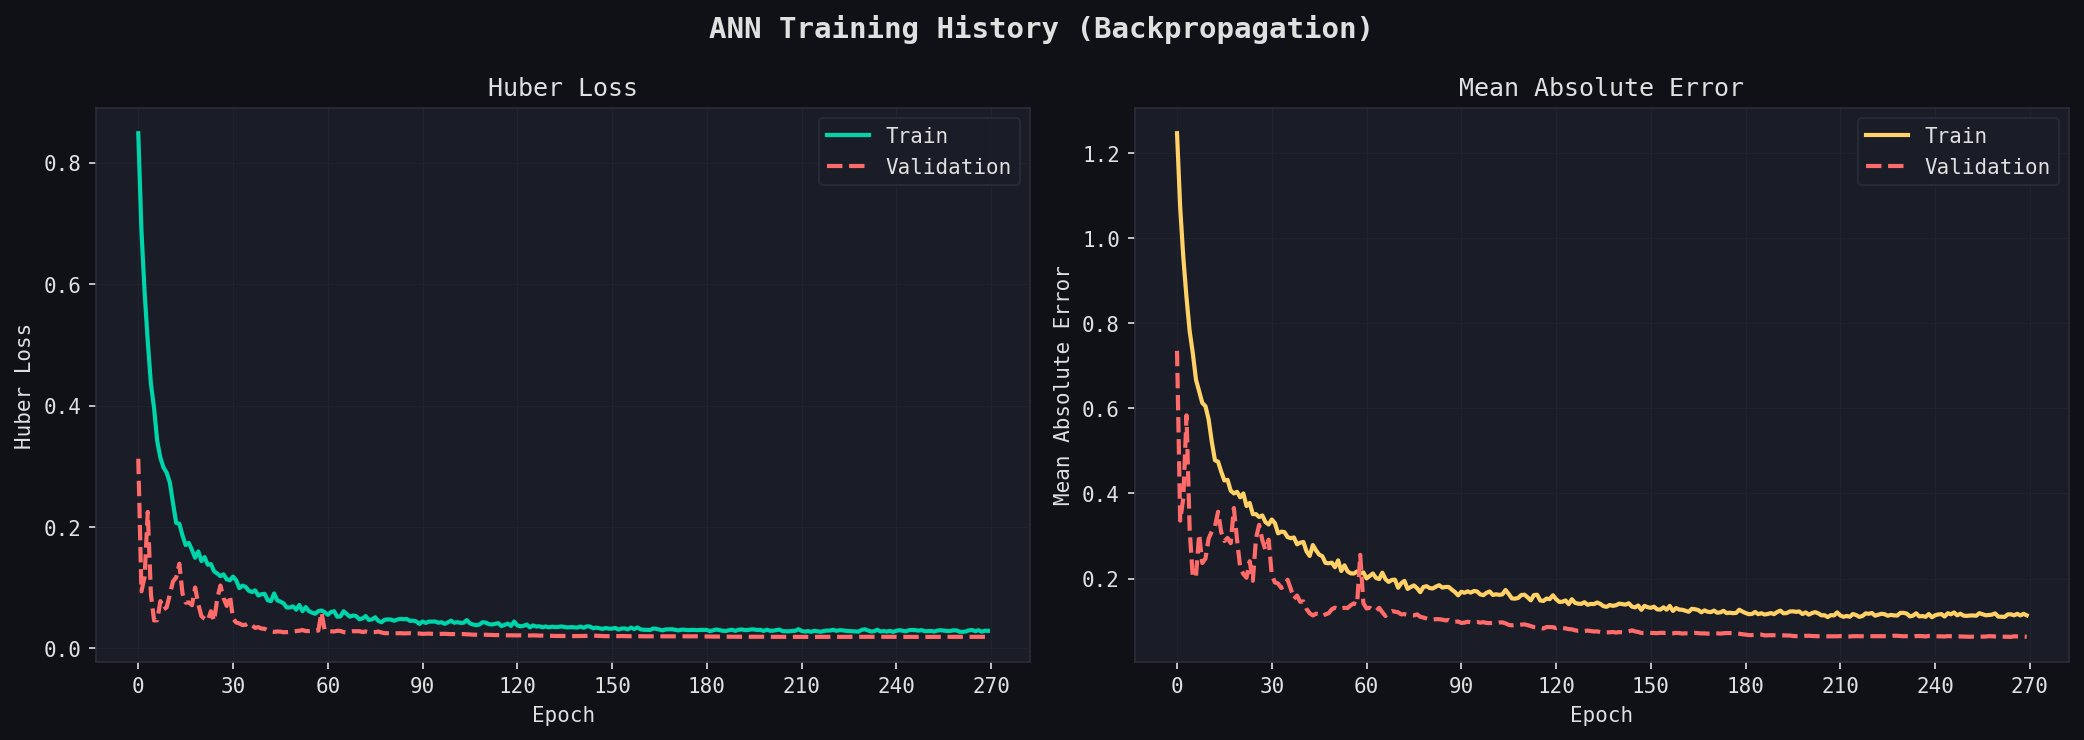 ANN Training History (Backpropagation)
Huber Loss
Train
Validation
0.8
0.6
0.4
0.2
0.0
Huber Loss
0
30
60
90
120
150
180
210
240
270
Epoch
Mean Absolute Error
Train
Validation
1.2
1.0
0.8
0.6
0.4
0.2
Mean Absolute Error
0
30
60
90
120
150
180
210
240
270
Epoch